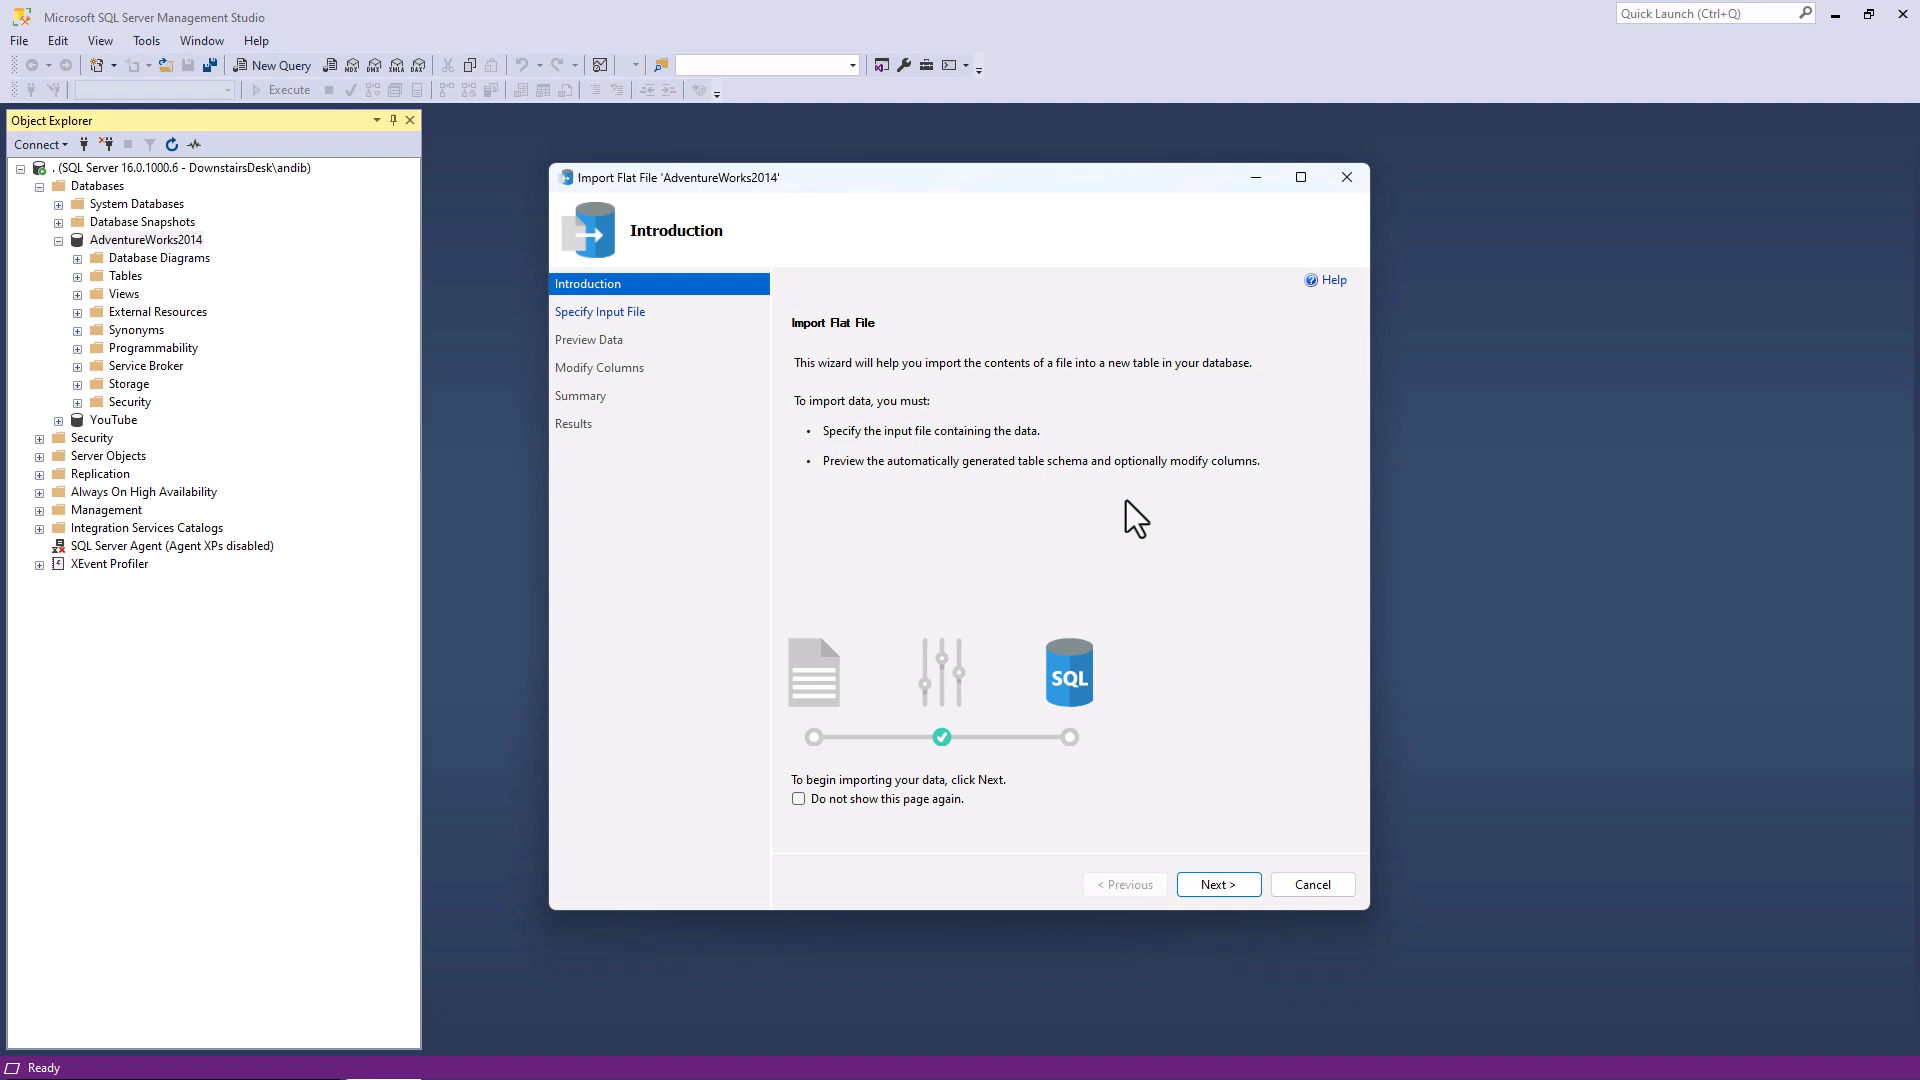 Microsoft SQL Server Management Studio
Quick Launch (Ctrl+Q)
File Edit View Tools Window Help
New Query MDX DMX XMLA DAX
Execute
Object Explorer
Connect
. (SQL Server 16.0.1000.6 - DownstairsDesk\andib)
Databases
System Databases
Database Snapshots
AdventureWorks2014
Database Diagrams
Tables
Views
External Resources
Synonyms
Programmability
Service Broker
Storage
Security
YouTube
Security
Server Objects
Replication
Always On High Availability
Management
Integration Services Catalogs
SQL Server Agent (Agent XPs disabled)
XEvent Profiler
Import Flat File 'AdventureWorks2014'
Introduction
Introduction
Specify Input File
Preview Data
Modify Columns
Summary
Results
Help
Import Flat File
This wizard will help you import the contents of a file into a new table in your database.
To import data, you must:
• Specify the input file containing the data.
• Preview the automatically generated table schema and optionally modify columns.
SQL
To begin importing your data, click Next.
Do not show this page again.
< Previous Next > Cancel
Ready